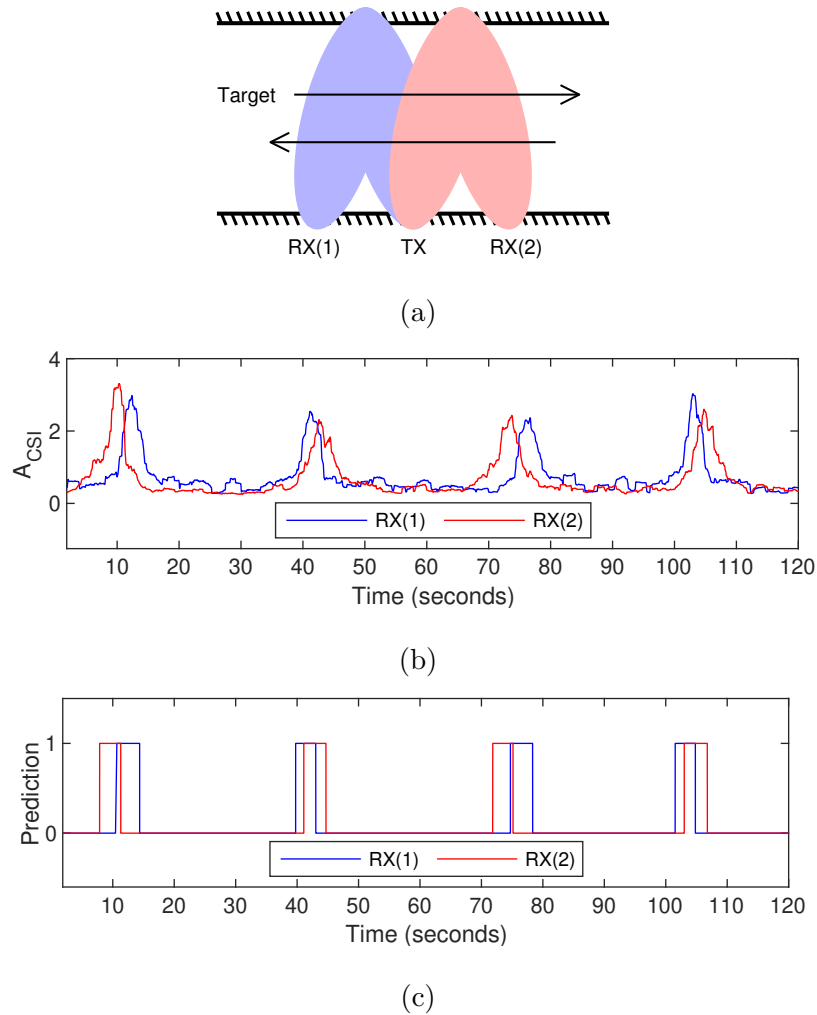 Target
RX(1) TX RX(2)
(a)
4
2
0
A_CSI
RX(1) RX(2)
10 20 30 40 50 60 70 80 90 100 110 120
Time (seconds)
(b)
1
0
Prediction
RX(1) RX(2)
10 20 30 40 50 60 70 80 90 100 110 120
Time (seconds)
(c)